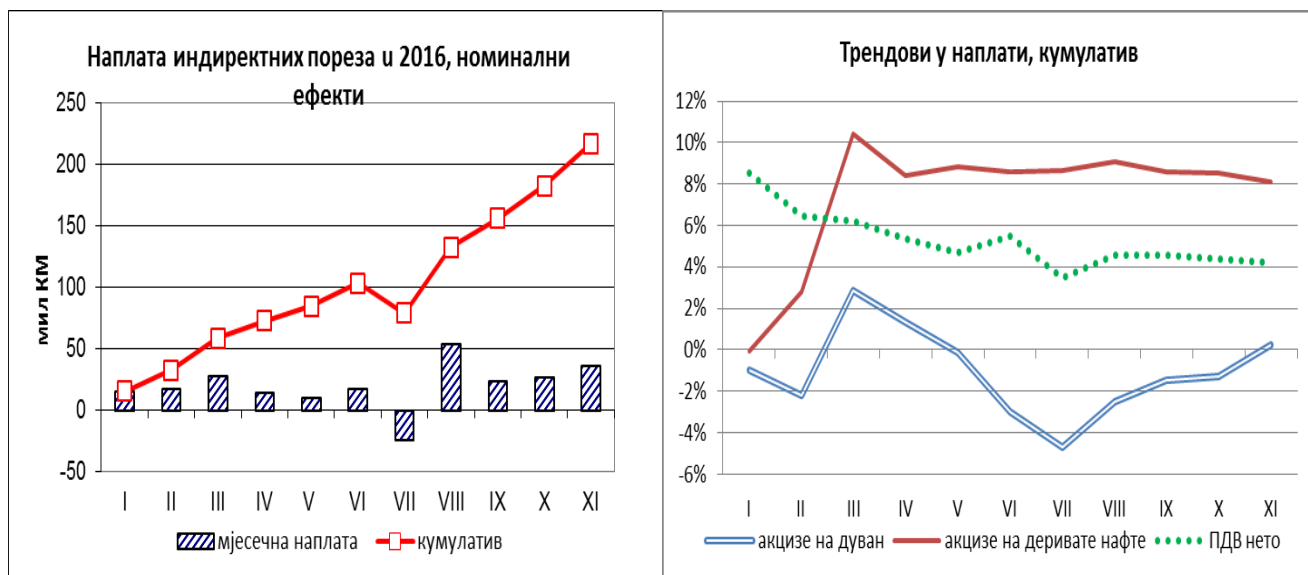 Наплата индиректних пореза u 2016, номинални
ефекти
250
200
150
100
50
0
-50
мил КМ
I II III IV V VI VII VIII IX X XI
мјесечна наплата кумулатив
Трендови у наплати, кумулатив
12%
10%
8%
6%
4%
2%
0%
-2%
-4%
-6%
I II III IV V VI VII VIII IX X XI
акцизе на дуван акцизе на деривате нафте ПДВ нето